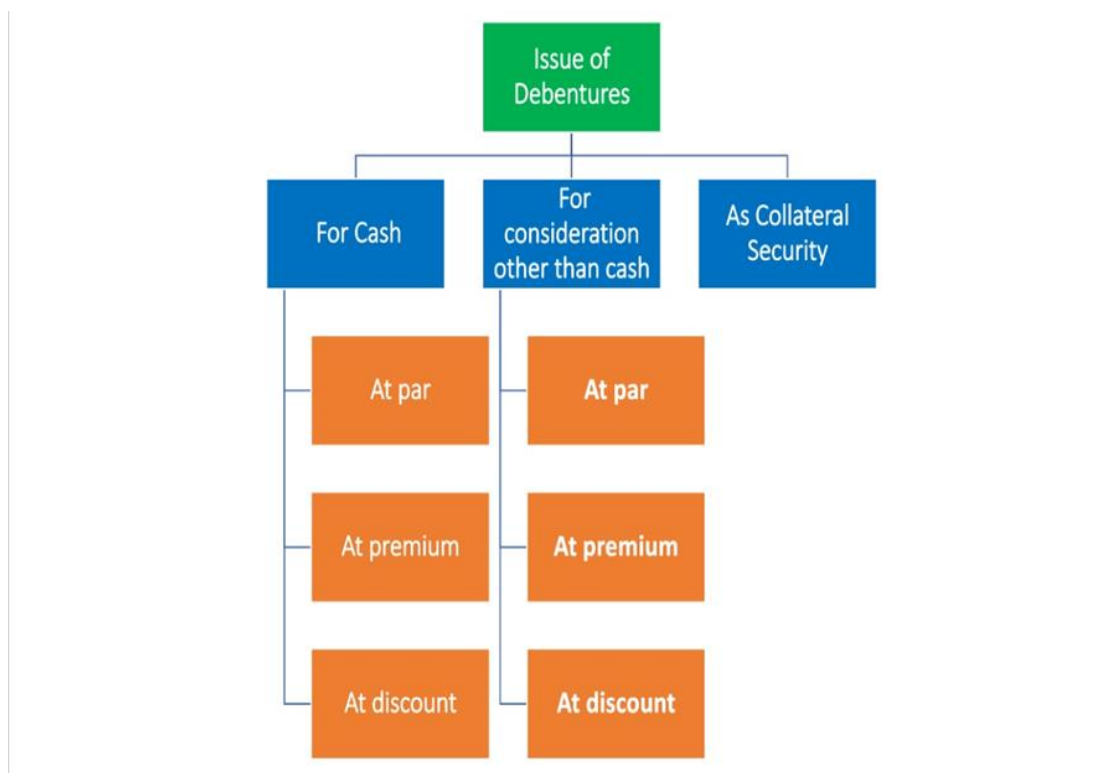 Issue of
Debentures
For Cash
For
consideration
other than cash
As Collateral
Security
At par
At premium
At discount
At par
At premium
At discount